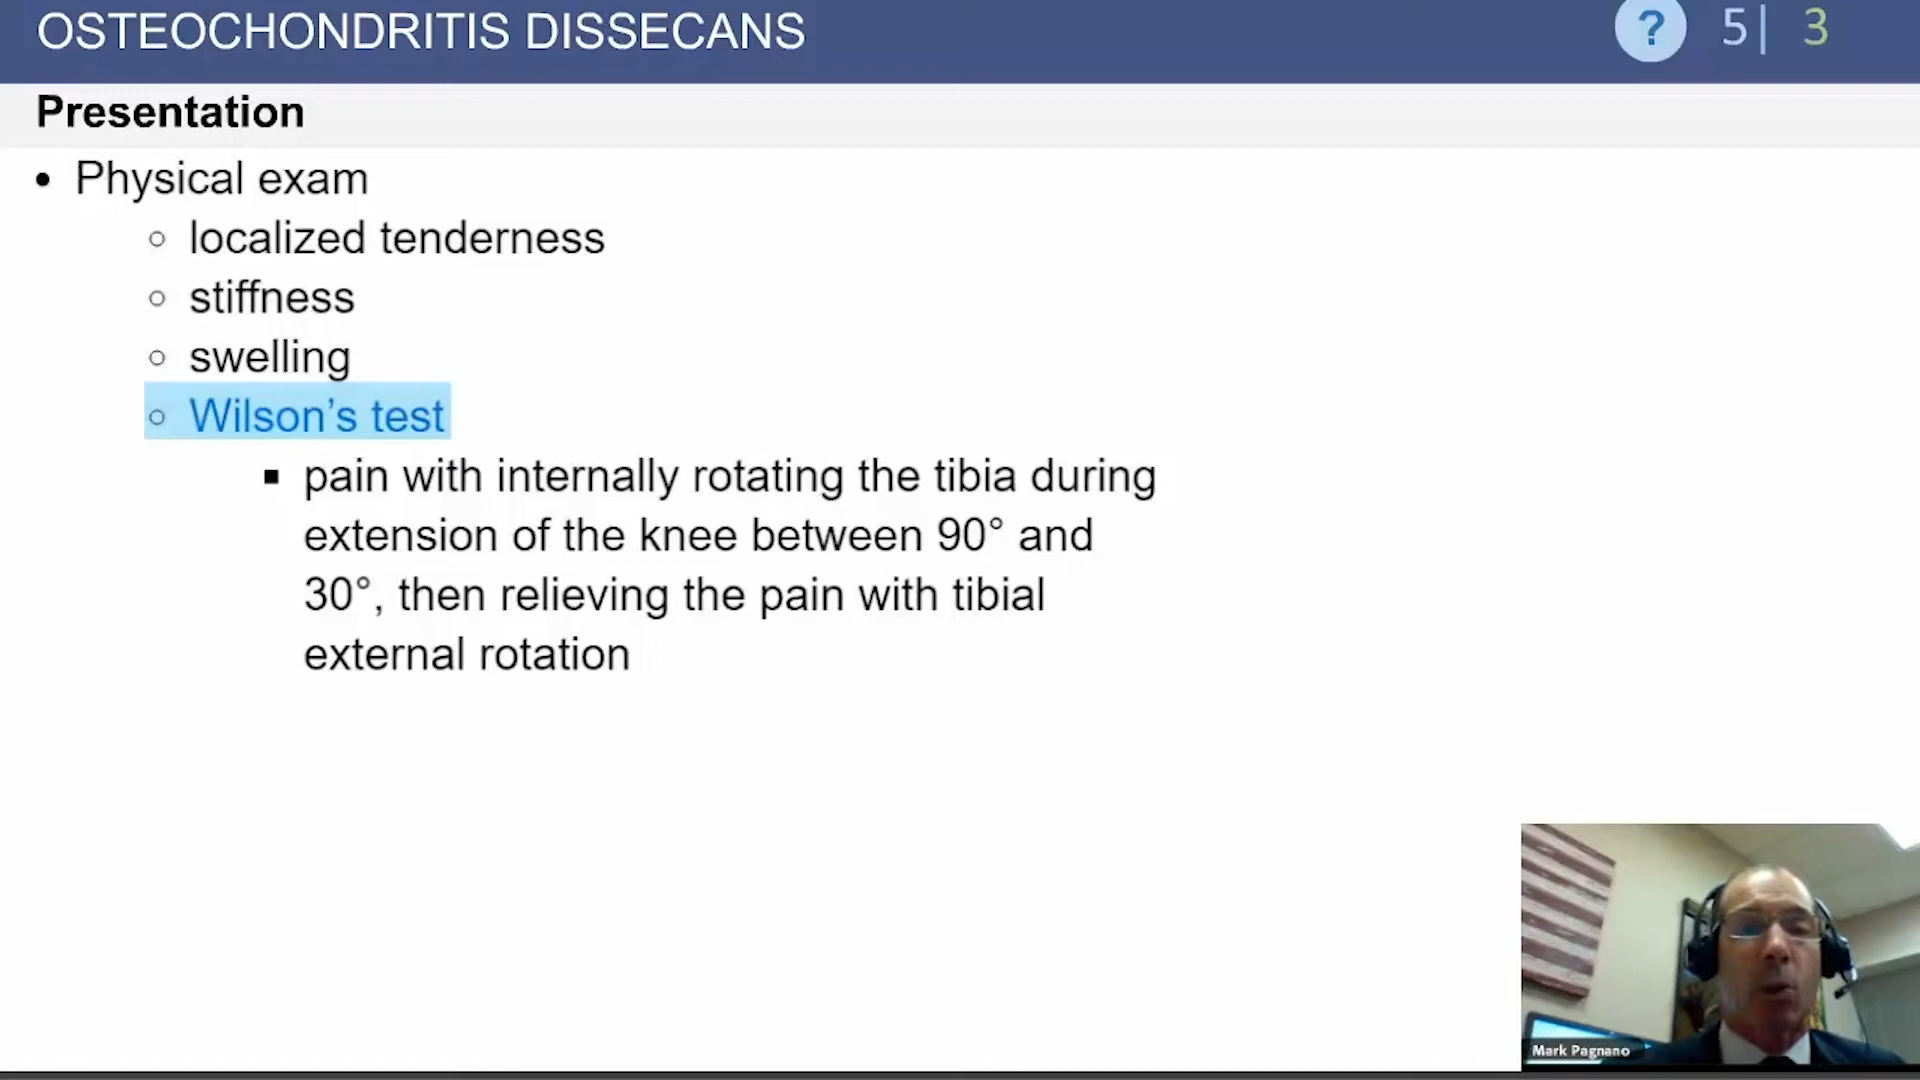 OSTEOCHONDRITIS DISSECANS
? 5| 3
Presentation
• Physical exam
○ localized tenderness
○ stiffness
○ swelling
○ Wilson’s test
▪ pain with internally rotating the tibia during
extension of the knee between 90° and
30°, then relieving the pain with tibial
external rotation
Mark Pagnano